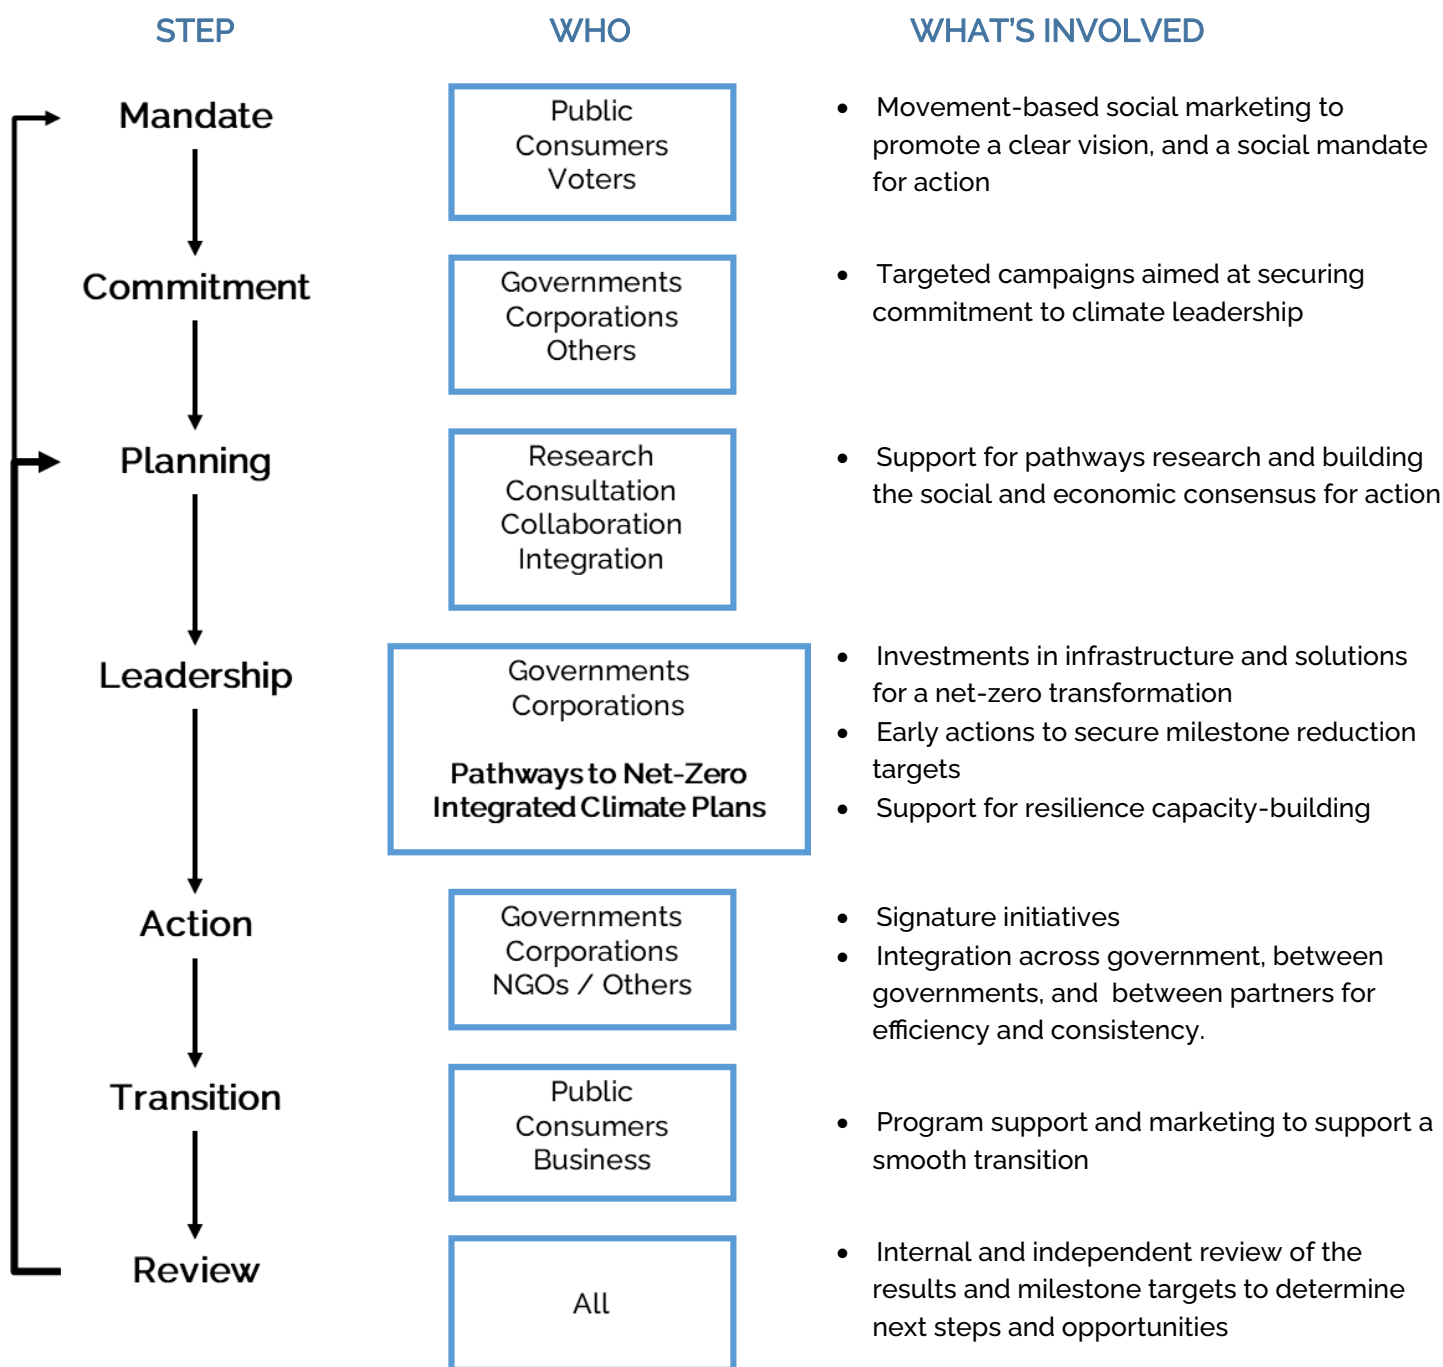 STEP
WHO
WHAT'S INVOLVED
Mandate
Public
Consumers
Voters
• Movement-based social marketing to
promote a clear vision, and a social mandate
for action
Commitment
Governments
Corporations
Others
• Targeted campaigns aimed at securing
commitment to climate leadership
Planning
Research
Consultation
Collaboration
Integration
• Support for pathways research and building
the social and economic consensus for action
Leadership
Governments
Corporations
Pathways to Net-Zero
Integrated Climate Plans
• Investments in infrastructure and solutions
for a net-zero transformation
• Early actions to secure milestone reduction
targets
• Support for resilience capacity-building
Action
Governments
Corporations
NGOs / Others
• Signature initiatives
• Integration across government, between
governments, and  between partners for
efficiency and consistency.
Transition
Public
Consumers
Business
• Program support and marketing to support a
smooth transition
Review
All
• Internal and independent review of the
results and milestone targets to determine
next steps and opportunities